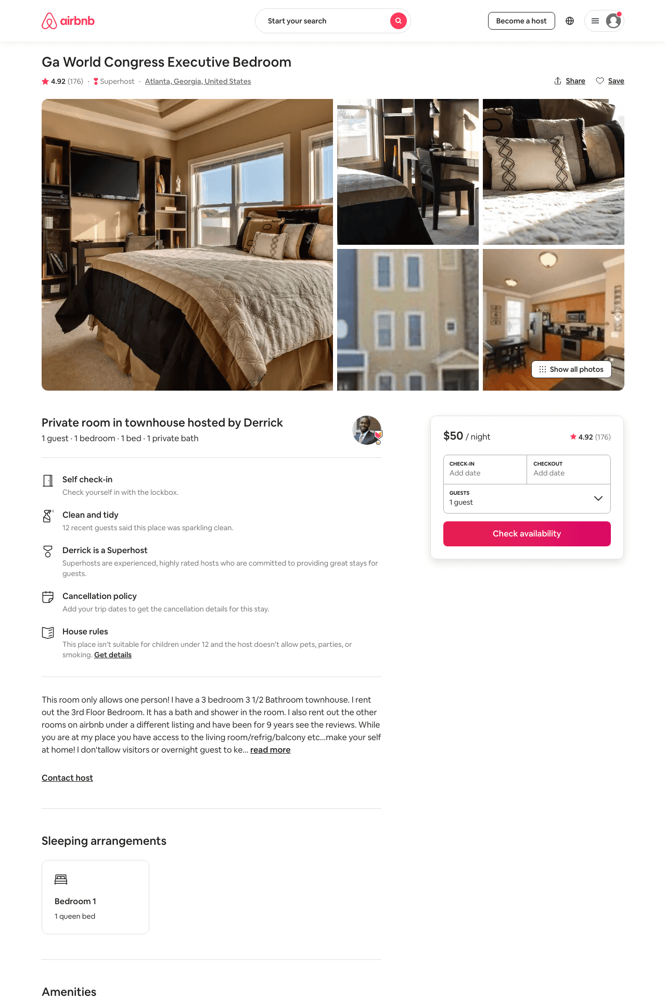 airbnb
Start your search
Become a host
Ga World Congress Executive Bedroom
4.92 (176) · Superhost · Atlanta, Georgia, United States
Share
Save
Show all photos
Private room in townhouse hosted by Derrick
1 guest · 1 bedroom · 1 bed · 1 private bath
Self check-in
Check yourself in with the lockbox.
Clean and tidy
12 recent guests said this place was sparkling clean.
Derrick is a Superhost
Superhosts are experienced, highly rated hosts who are committed to providing great stays for
guests.
Cancellation policy
Add your trip dates to get the cancellation details for this stay.
House rules
This place isn’t suitable for children under 12 and the host doesn’t allow pets, parties, or
smoking. Get details
This room only allows one person! I have a 3 bedroom 3 1/2 Bathroom townhouse. I rent
out the 3rd Floor Bedroom. It has a bath and shower in the room. I also rent out the other
rooms on airbnb under a different listing and have been for 9 years see the reviews. While
you are at my place you have access to the living room/refrig/balcony etc...make your self
at home! I don'tallow visitors or overnight guest to ke... read more
Contact host
Sleeping arrangements
Bedroom 1
1 queen bed
Amenities
$50 / night
4.92 (176)
CHECK-IN
Add date
CHECKOUT
Add date
GUESTS
1 guest
Check availability